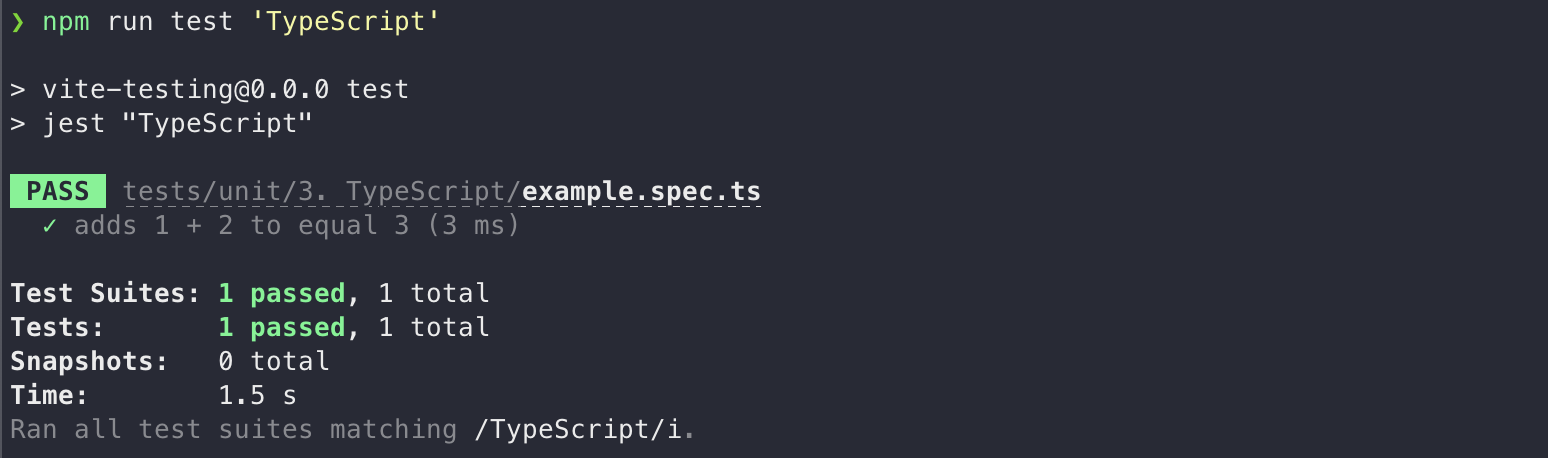 ❯ npm run test 'TypeScript'
> vite-testing@0.0.0 test
> jest "TypeScript"
PASS tests/unit/3. TypeScript/example.spec.ts
✓ adds 1 + 2 to equal 3 (3 ms)
Test Suites: 1 passed, 1 total
Tests: 1 passed, 1 total
Snapshots: 0 total
Time: 1.5 s
Ran all test suites matching /TypeScript/i.